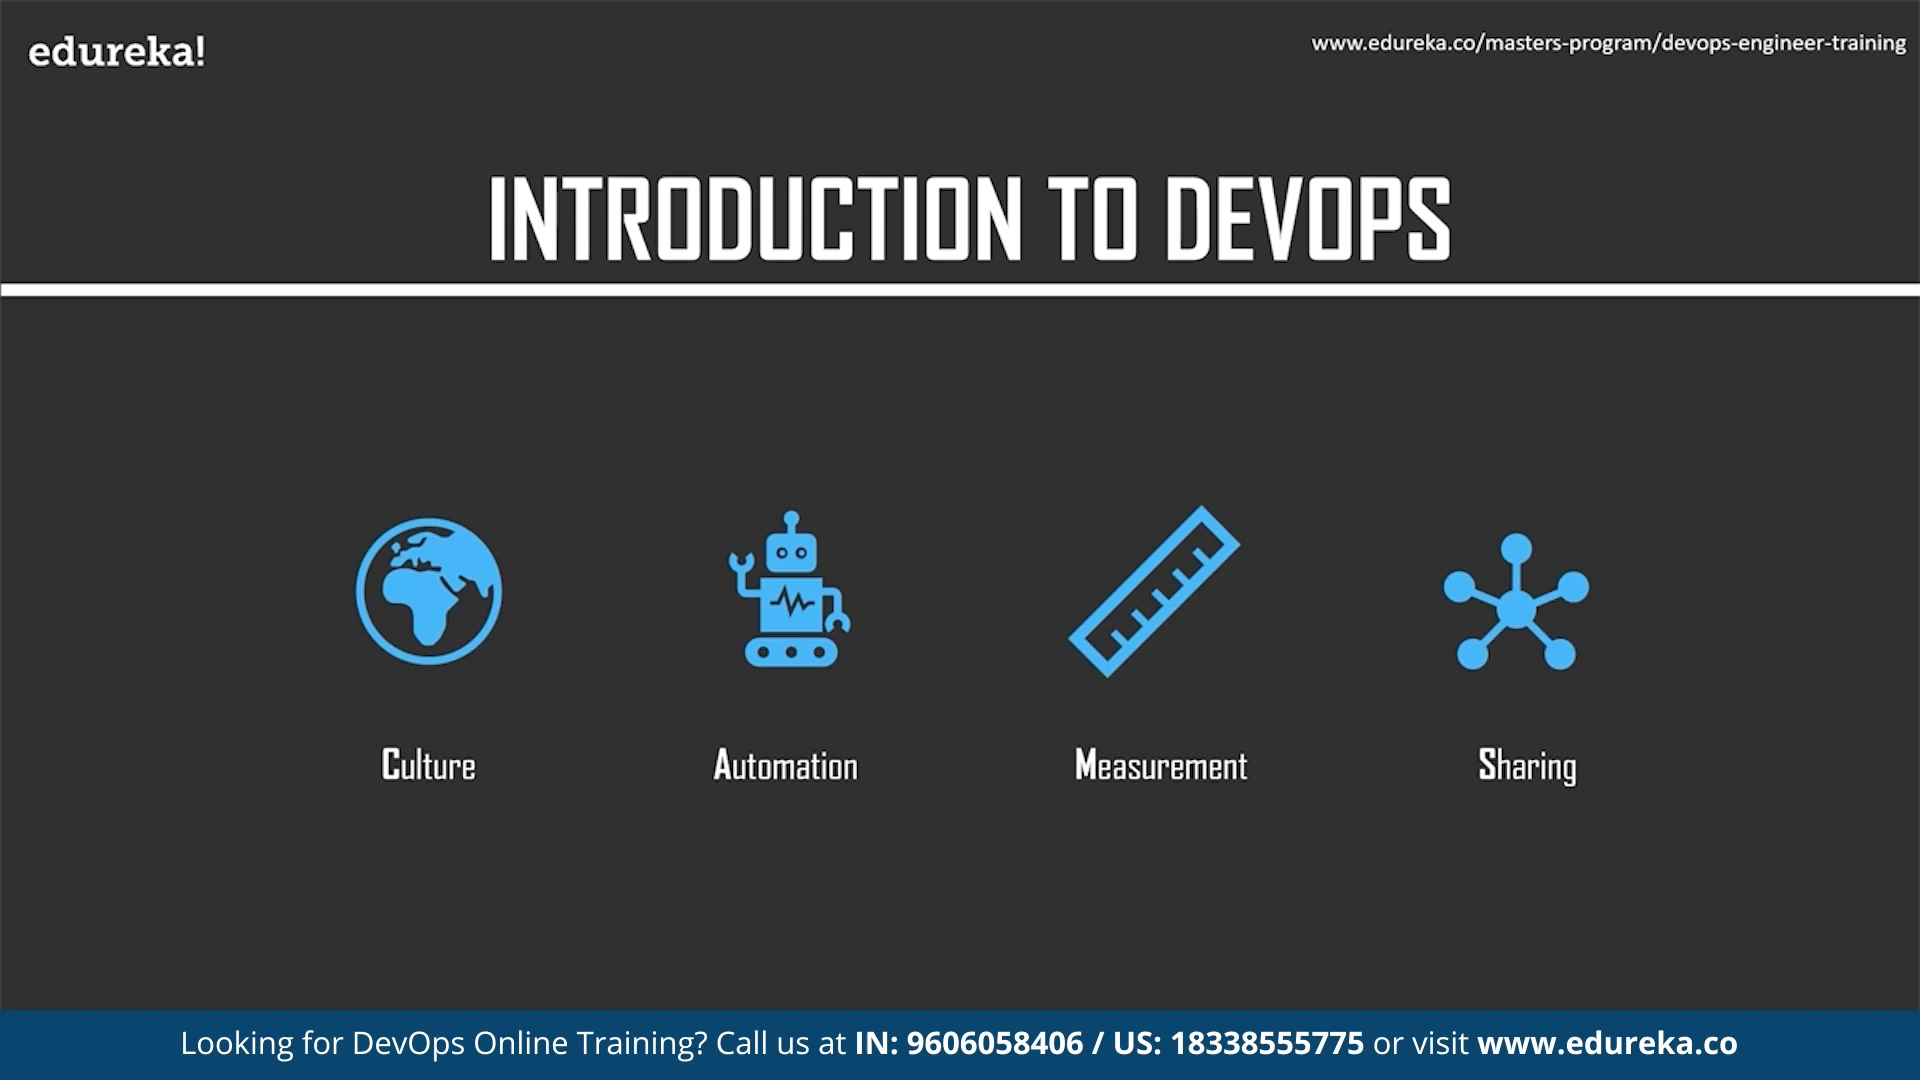 edureka!
www.edureka.co/masters-program/devops-engineer-training
INTRODUCTION TO DEVOPS
Culture
Automation
Measurement
Sharing
Looking for DevOps Online Training? Call us at IN: 9606058406 / US: 18338555775 or visit www.edureka.co